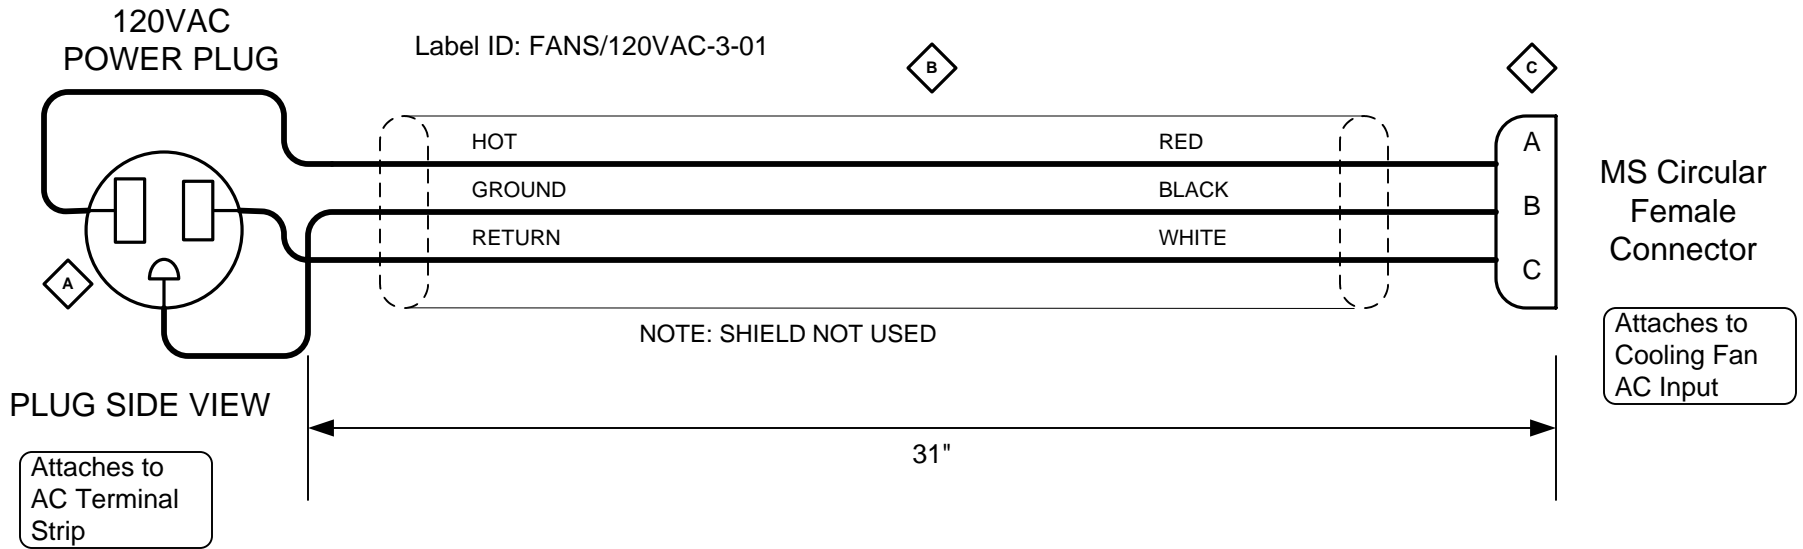 120VAC
POWER PLUG
Label ID: FANS/120VAC-3-01
B
C
HOT
RED
A
GROUND
BLACK
B
RETURN
WHITE
C
MS Circular
Female
Connector
A
NOTE: SHIELD NOT USED
Attaches to
Cooling Fan
AC Input
PLUG SIDE VIEW
31"
Attaches to
AC Terminal
Strip